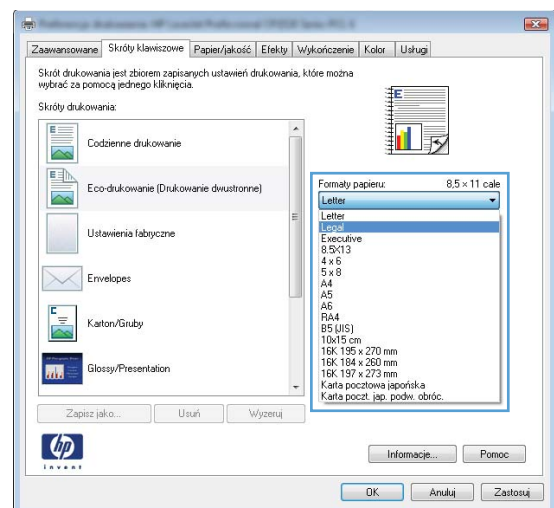 Zaawansowane Skróty klawiszowe Papier/jakość Efekty Wykończenie Kolor Usługi
Skrót drukowania jest zbiorem zapisanych ustawień drukowania, które można
wybrać za pomocą jednego kliknięcia.
Skróty drukowania:
Codzienne drukowanie
Eco-drukowanie (Drukowanie dwustronne)
Ustawienia fabryczne
Envelopes
Karton/Gruby
Glossy/Presentation
Formaty papieru: 8,5 × 11 cale
Letter
Letter
Legal
Executive
8.5X13
4 x 6
5 x 8
A4
A5
A6
RA4
B5 (JIS)
10x15 cm
16K 195 x 270 mm
16K 184 x 260 mm
16K 197 x 273 mm
Karta pocztowa japońska
Karta poczt. jap. podw. obróc.
Zapisz jako... Usuń Wyzeruj
hp
invent
Informacje... Pomoc
OK Anuluj Zastosuj